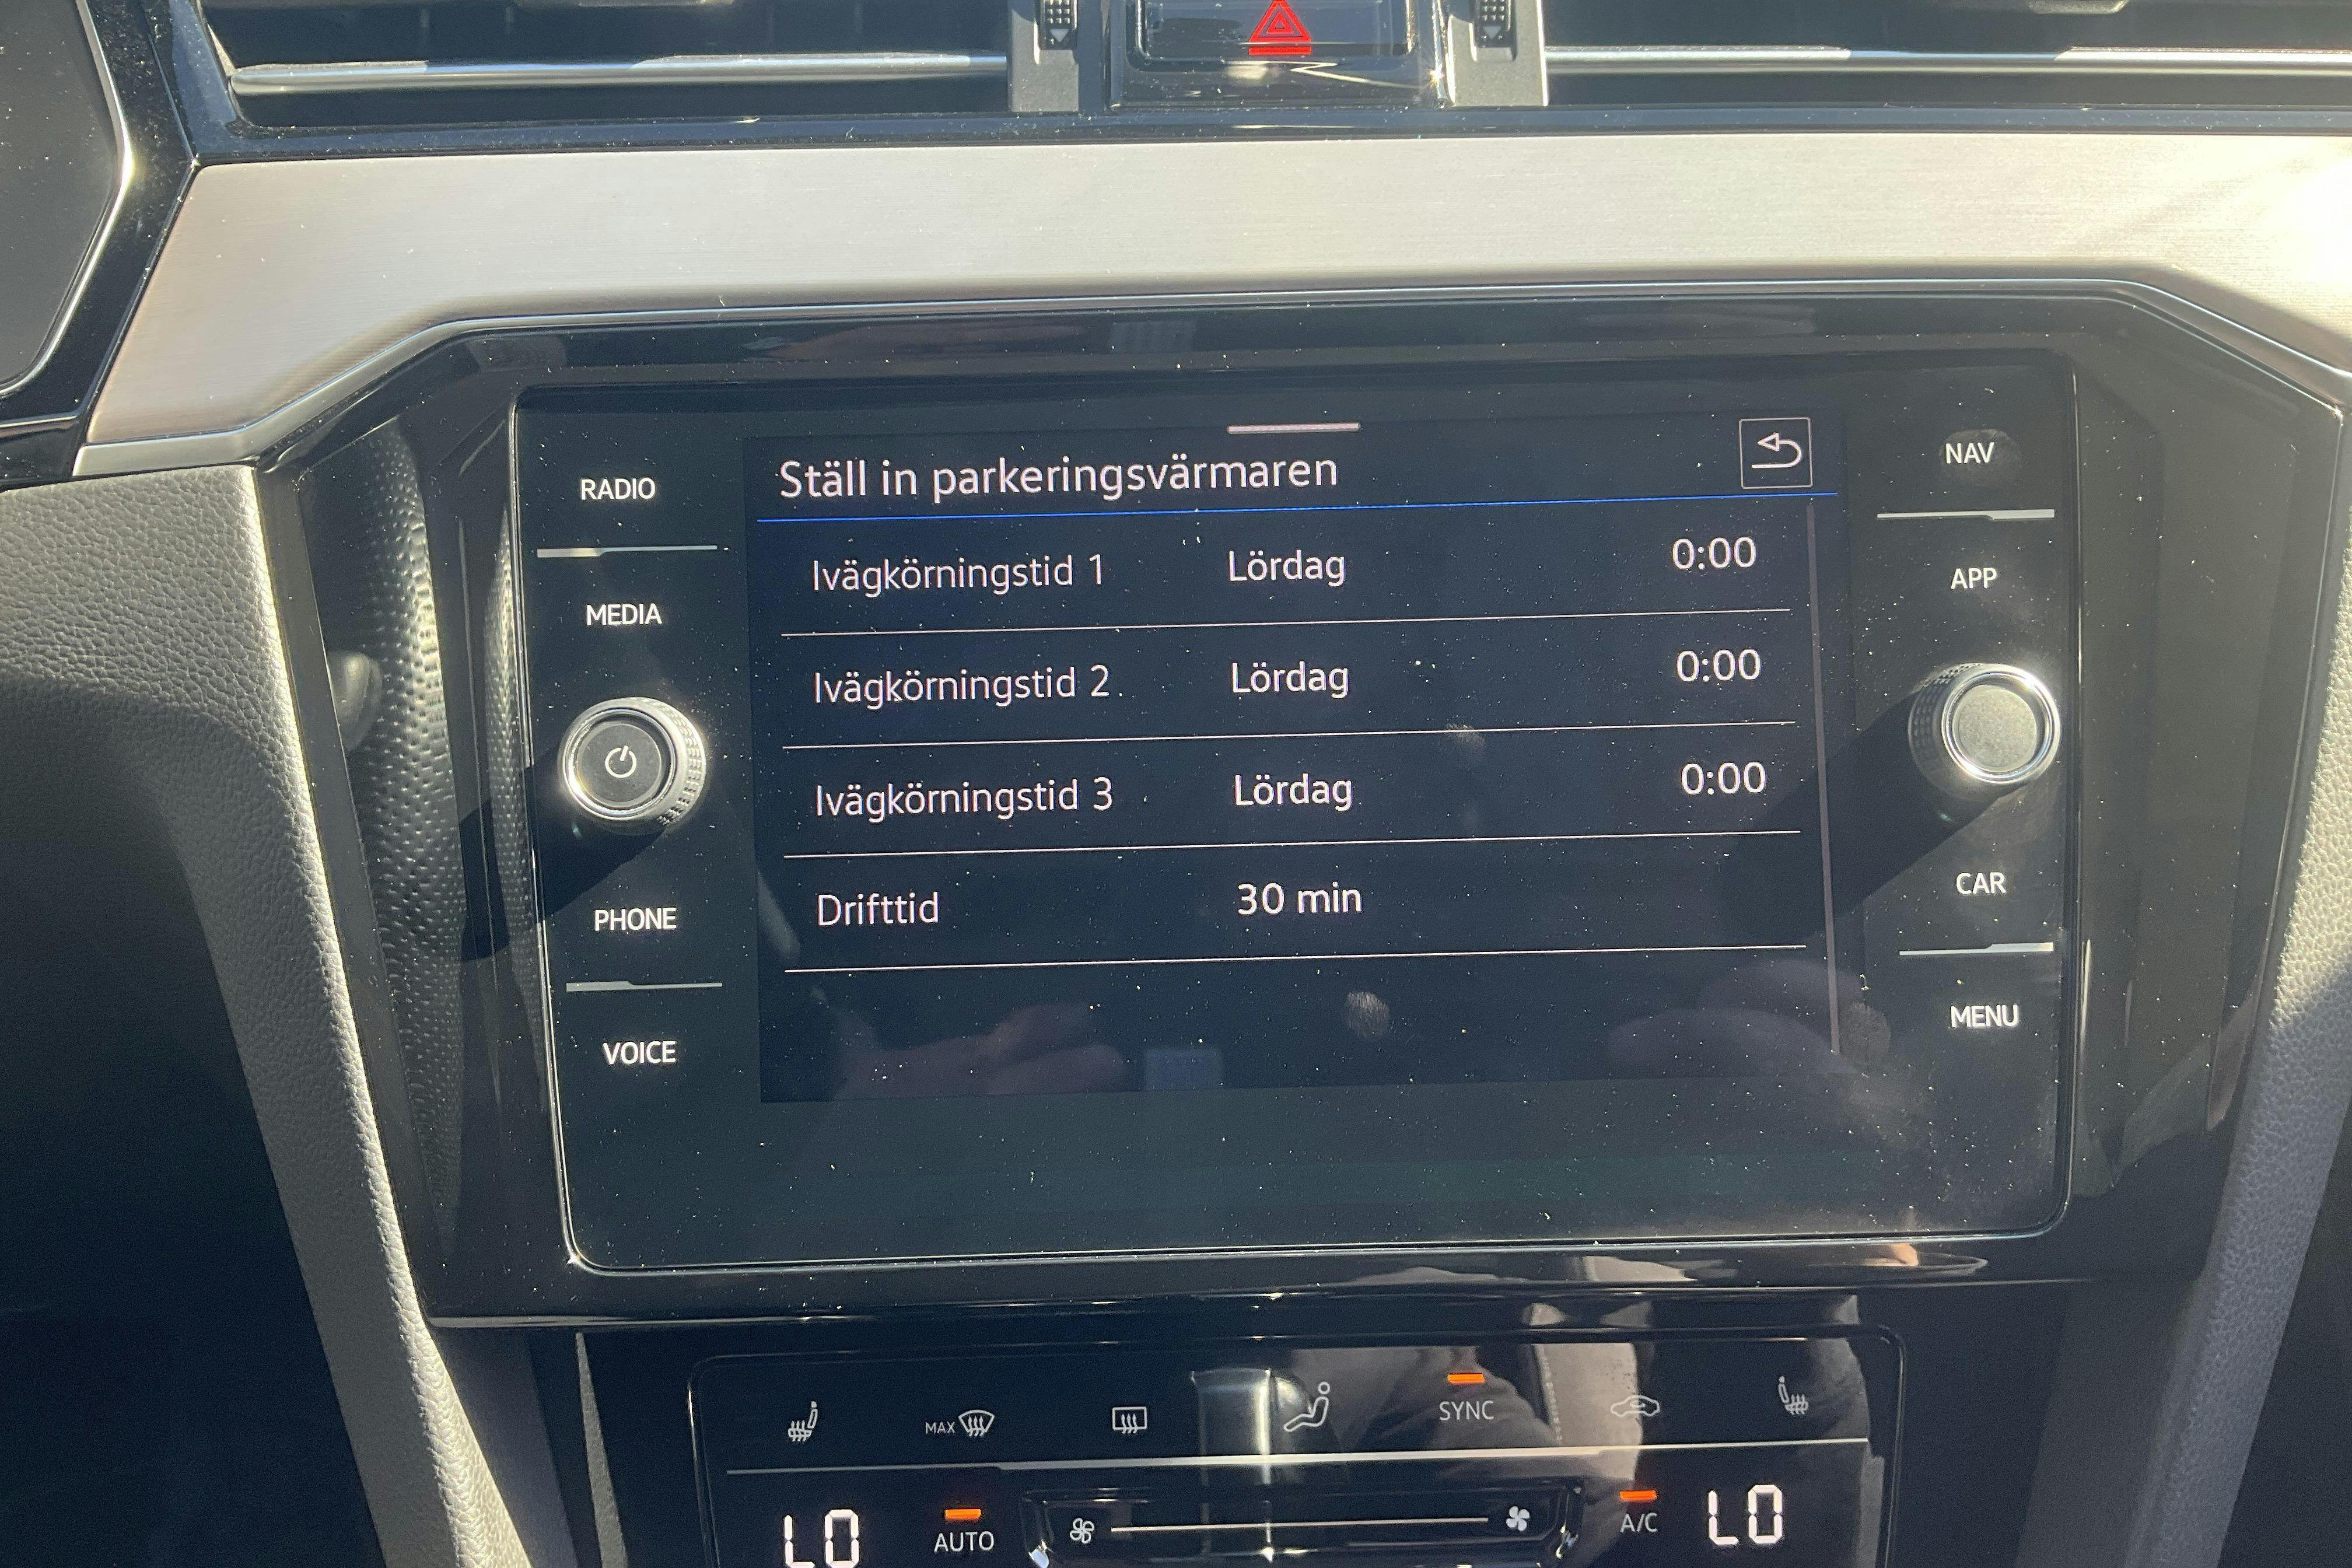 Ställ in parkeringsvärmaren
Ivägkörningstid 1 Lördag 0:00
Ivägkörningstid 2 Lördag 0:00
Ivägkörningstid 3 Lördag 0:00
Drifttid 30 min
RADIO
MEDIA
PHONE
VOICE
NAV
APP
CAR
MENU
MAX
SYNC
LO AUTO A/C LO